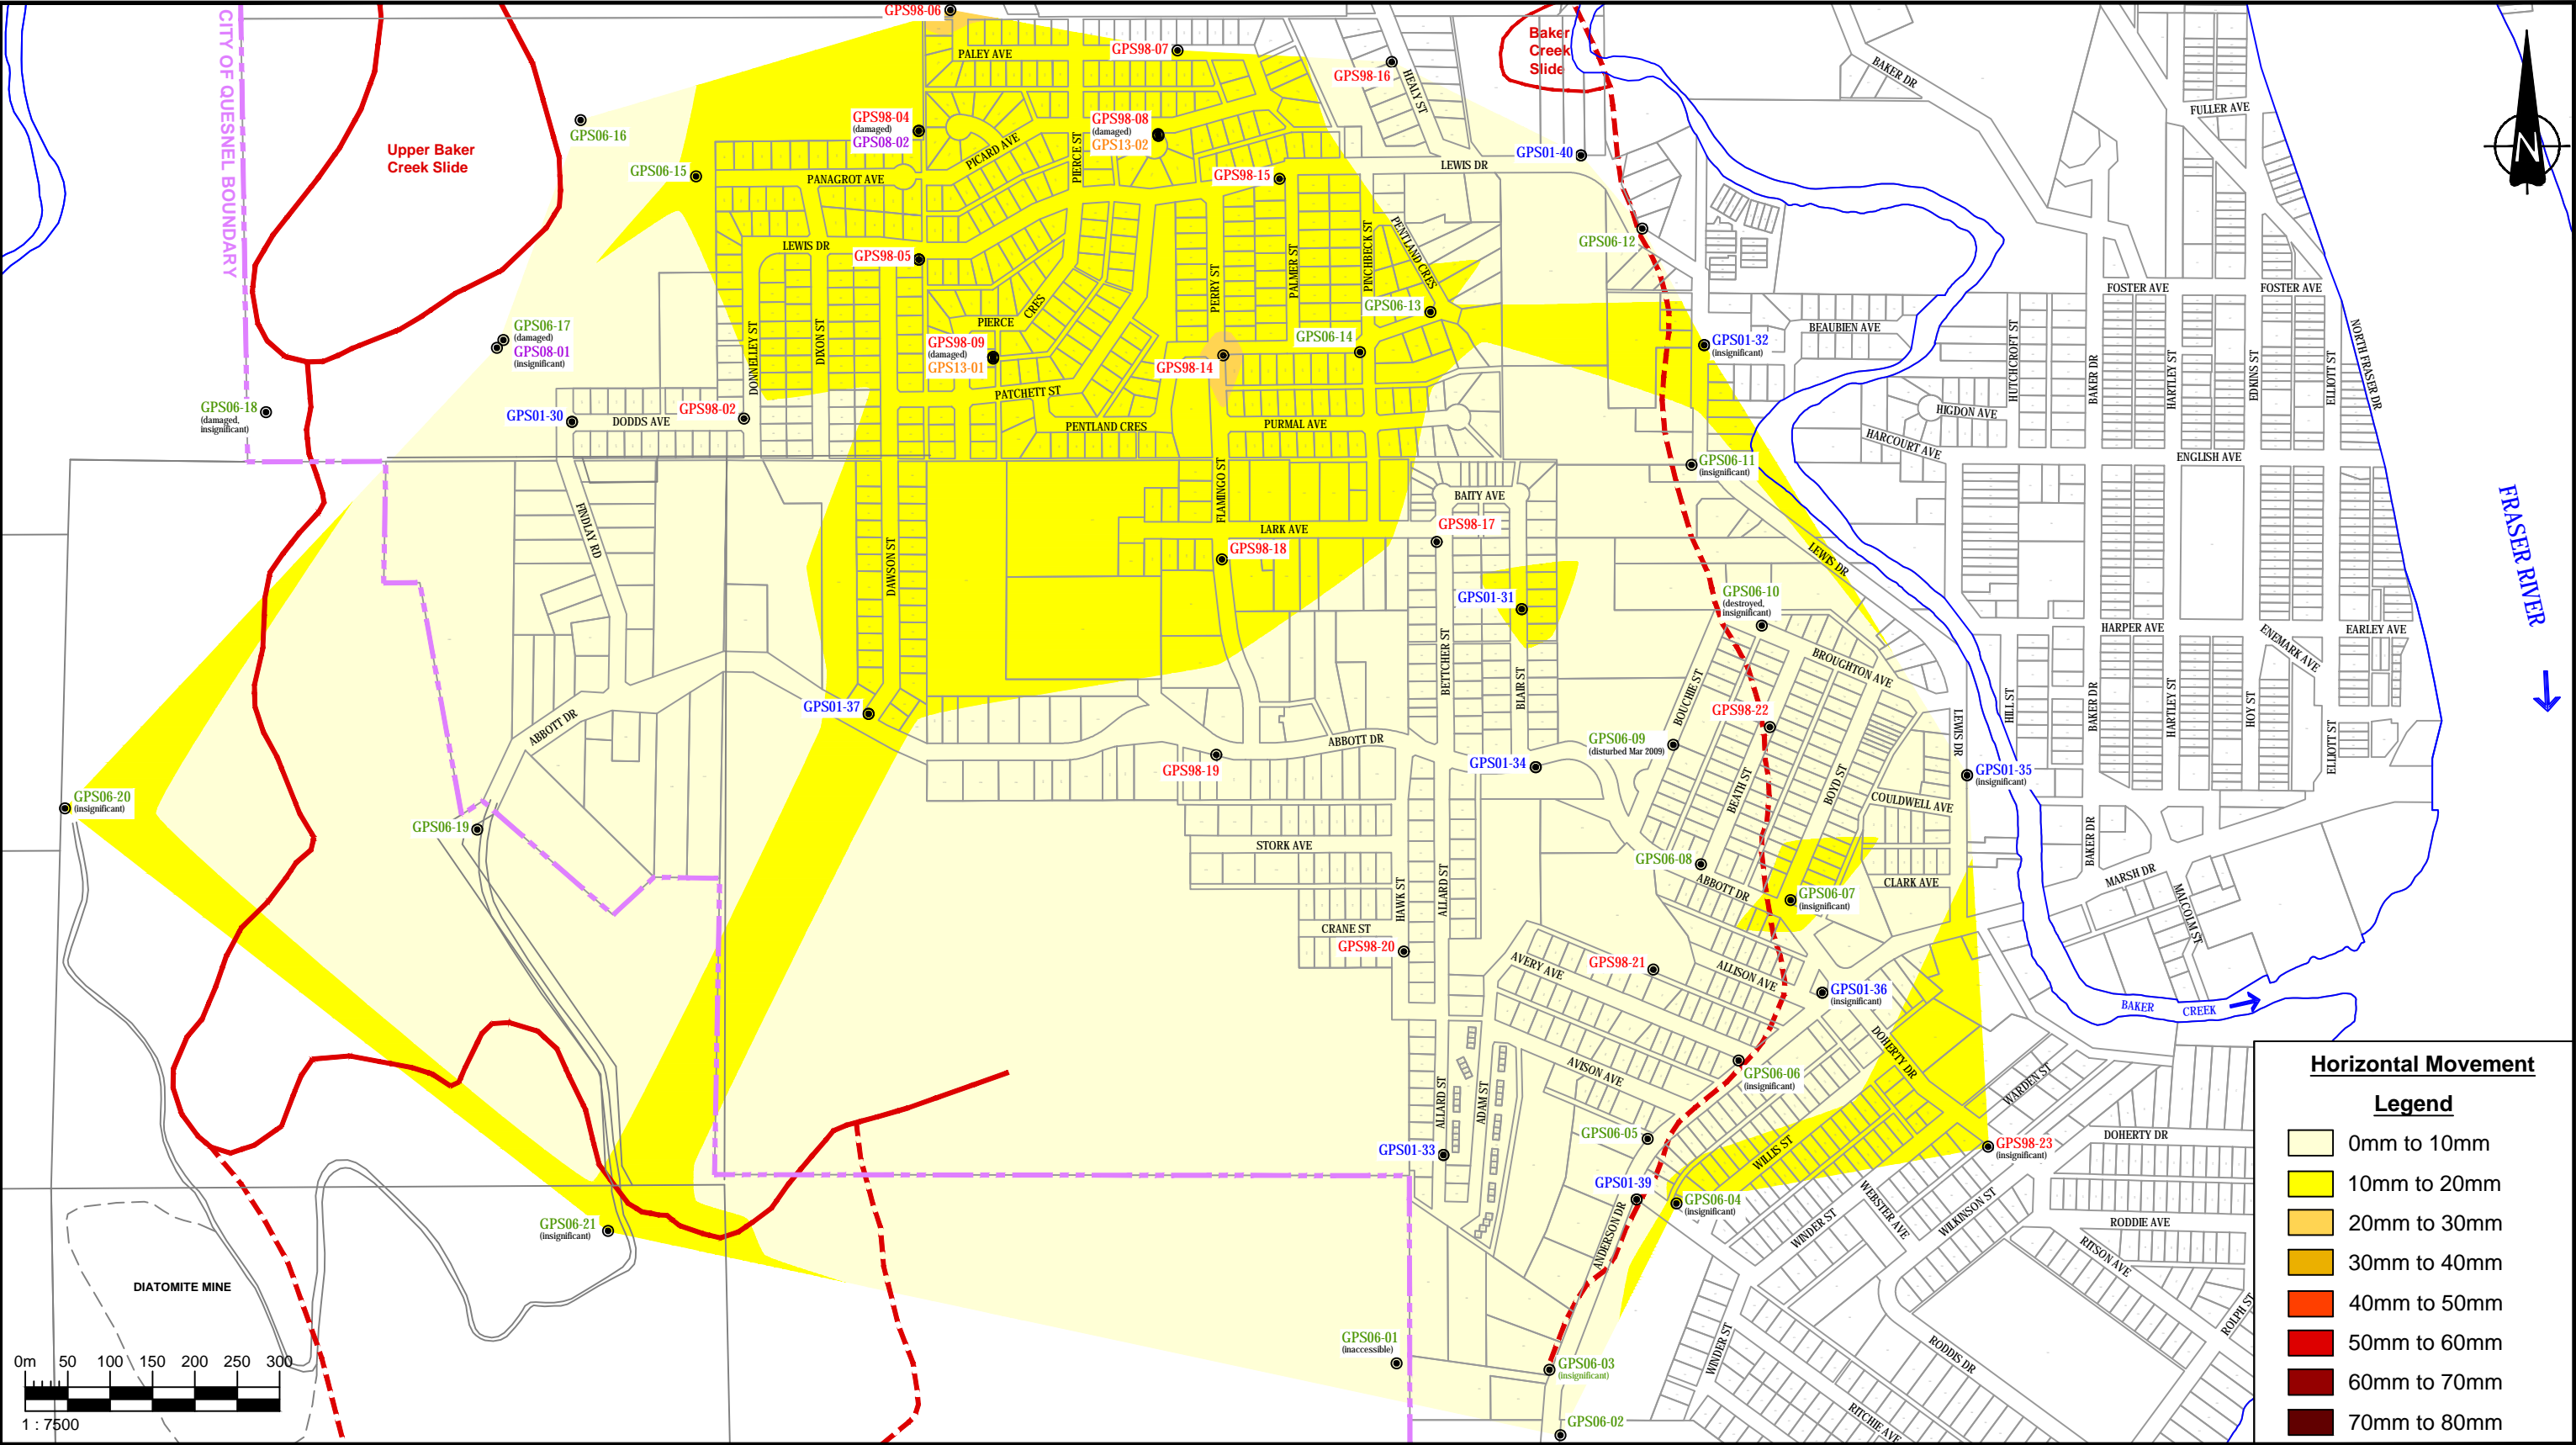 CITY OF QUESNEL BOUNDARY
GPS98-06
PALEY AVE
GPS98-07
GPS98-16
HEALY ST
Baker
Creek
Slide
BAKER DR
FULLER AVE
N
GPS06-16
Upper Baker
Creek Slide
GPS98-04
(damaged)
GPS08-02
PICARD AVE
PIERCE ST
GPS98-08
(damaged)
GPS13-02
GPS01-40
LEWIS DR
GPS06-15
PANAGROT AVE
GPS98-15
LEWIS DR
GPS98-05
PERRY ST
PALMER ST
PINCHBECK ST
PENTLAND CRES
GPS06-12
FOSTER AVE
FOSTER AVE
GPS06-13
PIERCE
CRES
GPS06-17
(damaged)
GPS08-01
(insignificant)
DONNELLEY ST
DIXON ST
GPS98-09
(damaged)
GPS13-01
GPS98-14
GPS06-14
GPS01-32
(insignificant)
BEAUBIEN AVE
HITCHCROFT ST
BAKER DR
HARTLEY ST
EDKINS ST
ELLIOTT ST
NORTH FRASER DR
GPS06-18
(damaged,
insignificant)
GPS01-30
DODDS AVE
GPS98-02
PATCHETT ST
PENTLAND CRES
PURMAL AVE
HIGDON AVE
HARCOURT AVE
ENGLISH AVE
GPS06-11
(insignificant)
FINDLAY RD
DAWSON ST
FLAMINGO ST
BAITY AVE
LARK AVE
GPS98-17
GPS98-18
LEWIS DR
FRASER RIVER
GPS01-31
GPS06-10
(destroyed,
insignificant)
HARPER AVE
ENEMARK AVE
EARLEY AVE
BETTCHER ST
BLAIR ST
BOUCHIE ST
BROUGHTON AVE
GPS01-37
ABBOTT DR
ABBOTT DR
GPS98-22
LEWIS DR
HILL ST
BAKER DR
HARTLEY ST
HOY ST
ELLIOTT ST
GPS98-19
GPS01-34
GPS06-09
(disturbed Mar 2009)
GPS01-35
(insignificant)
GPS06-20
(insignificant)
GPS06-19
BEATH ST
BOYD ST
COULDWELL AVE
BAKER DR
STORK AVE
GPS06-08
ABBOTT DR
GPS06-07
(insignificant)
CLARK AVE
MARSH DR
MALCOLM ST
HAWK ST
ALLARD ST
CRANE ST
GPS98-20
AVERY AVE
GPS98-21
ALLISON AVE
GPS01-36
(insignificant)
BAKER
CREEK
DOHERTY DR
AVISON AVE
GPS06-06
(insignificant)
WARDEN ST
ALLARD ST
ADAM ST
GPS01-33
GPS06-05
WILLIS ST
GPS98-23
(insignificant)
DOHERTY DR
GPS01-39
GPS06-04
(insignificant)
WEBSTER AVE
WILKINSON ST
WINDER ST
RODDIE AVE
RITSON AVE
GPS06-21
(insignificant)
ANDERSON DR
DIATOMITE MINE
GPS06-01
(inaccessible)
GPS06-03
(insignificant)
WINDER ST
RODDIS DR
ROLPH ST
RITCHIE AVE
GPS06-02
0m 50 100 150 200 250 300
1 : 7500
Horizontal Movement
Legend
0mm to 10mm
10mm to 20mm
20mm to 30mm
30mm to 40mm
40mm to 50mm
50mm to 60mm
60mm to 70mm
70mm to 80mm